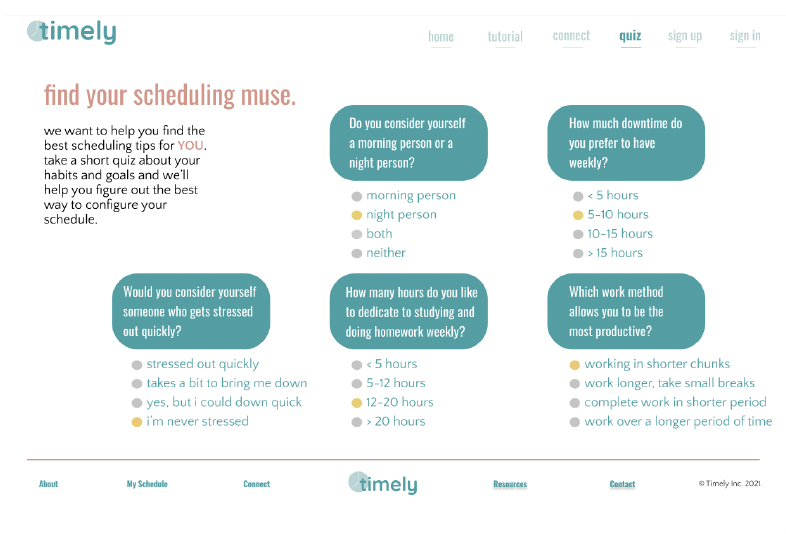 timely
home tutorial connect quiz sign up sign in
find your scheduling muse.
we want to help you find the
best scheduling tips for YOU.
take a short quiz about your
habits and goals and we'll
help you figure out the best
way to configure your
schedule.
Do you consider yourself
a morning person or a
night person?
morning person
night person
both
neither
How much downtime do
you prefer to have
weekly?
< 5 hours
5-10 hours
10-15 hours
> 15 hours
Would you consider yourself
someone who gets stressed
out quickly?
stressed out quickly
takes a bit to bring me down
yes, but i could down quick
i'm never stressed
How many hours do you like
to dedicate to studying and
doing homework weekly?
< 5 hours
5-12 hours
12-20 hours
> 20 hours
Which work method
allows you to be the
most productive?
working in shorter chunks
work longer, take small breaks
complete work in shorter period
work over a longer period of time
About My Schedule Connect timely Resources Contact © Timely Inc. 2021.